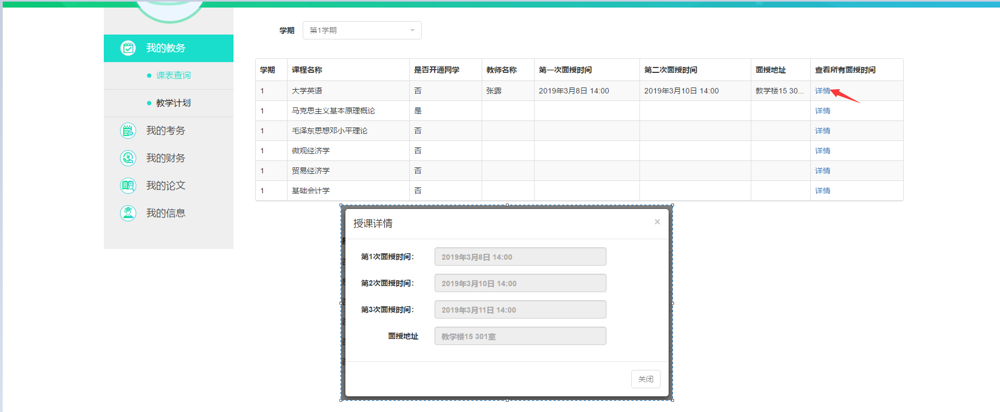 我的教务
课表查询
教学计划
我的考务
我的财务
我的论文
我的信息
学期 第1学期
学期 课程名称 是否开通网学 教师名称 第一次面授时间 第二次面授时间 面授地址 查看所有面授时间
1 大学英语 否 张露 2019年3月8日 14:00 2019年3月10日 14:00 教学楼15 30... 详情
1 马克思主义基本原理概论 是 详情
1 毛泽东思想邓小平理论 否 详情
1 微观经济学 否 详情
1 贸易经济学 否 详情
1 基础会计学 否 详情
授课详情 ×
第1次面授时间： 2019年3月8日 14:00
第2次面授时间： 2019年3月10日 14:00
第3次面授时间： 2019年3月11日 14:00
面授地址 教学楼15 301室
关闭